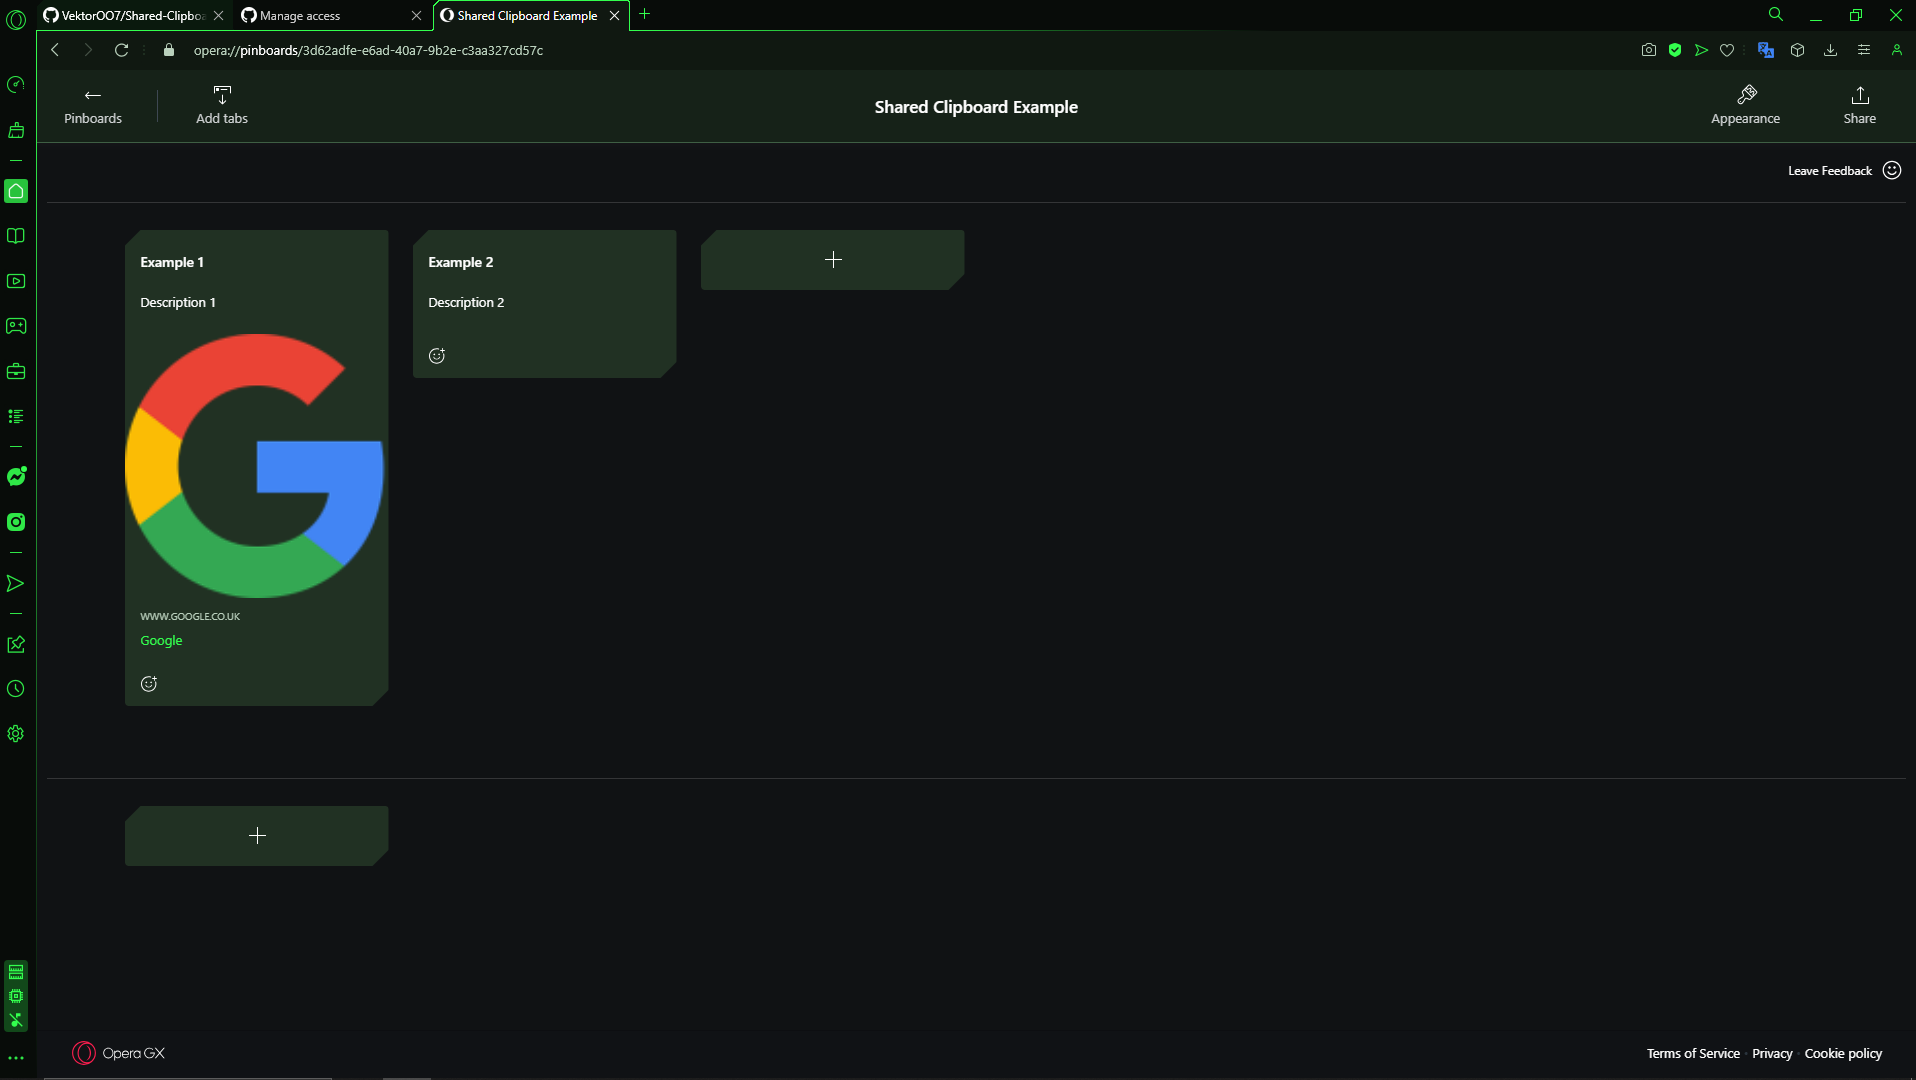 VektorOO7/Shared-Clipboa
Manage access
Shared Clipboard Example
opera://pinboards/3d62adfe-e6ad-40a7-9b2e-c3aa327cd57c
Pinboards
Add tabs
Shared Clipboard Example
Appearance
Share
Leave Feedback
Example 1
Description 1
WWW.GOOGLE.CO.UK
Google
Example 2
Description 2
Opera GX
Terms of Service · Privacy · Cookie policy